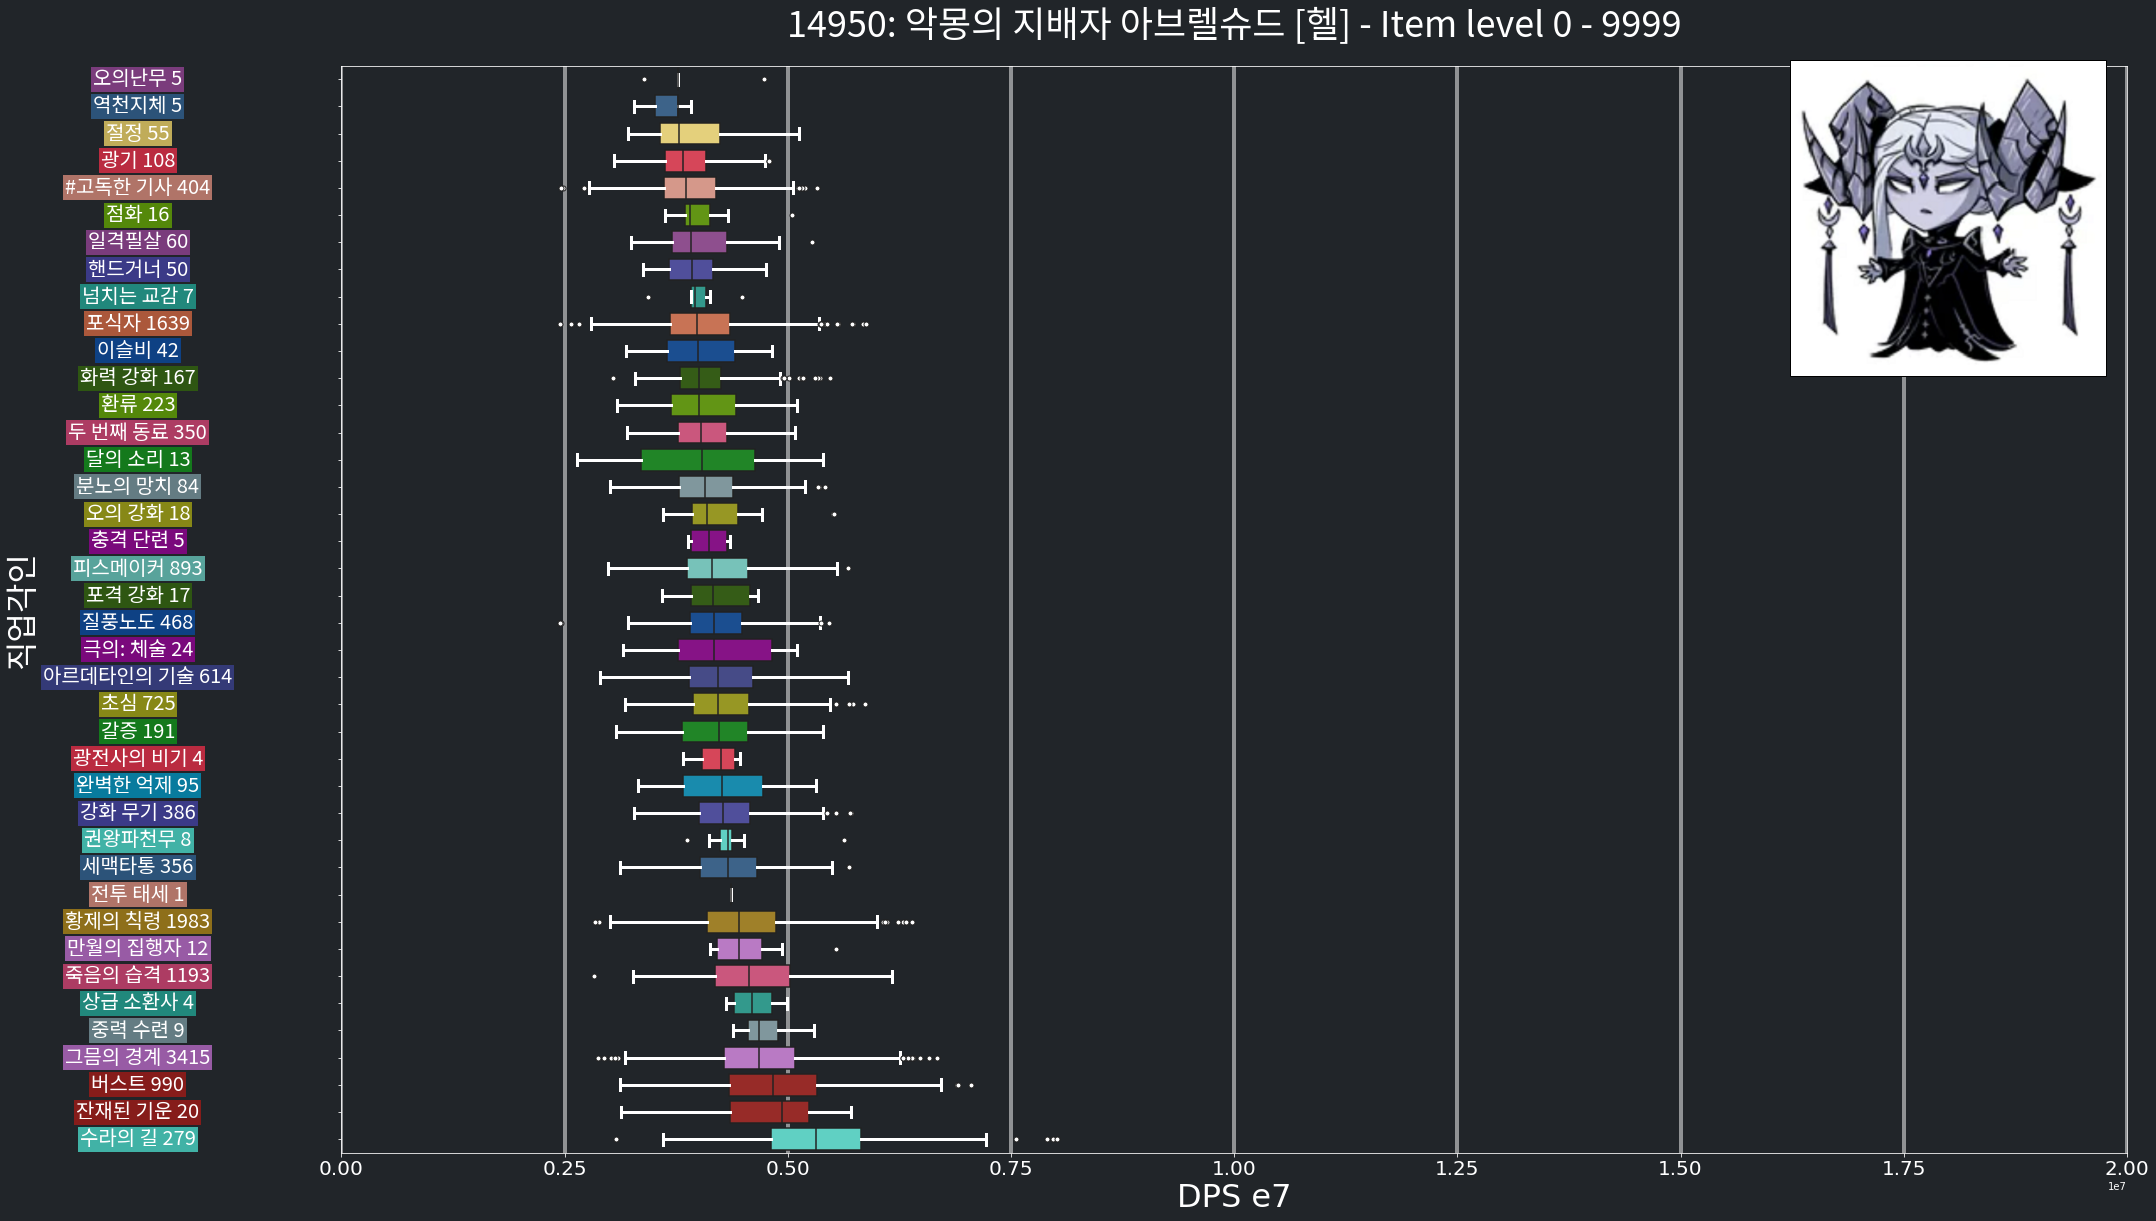 14950: 악몽의 지배자 아브렐슈드 [헬] - Item level 0 - 9999
직업각인
오의난무 5
역천지체 5
절정 55
광기 108
#고독한 기사 404
점화 16
일격필살 60
핸드거너 50
넘치는 교감 7
포식자 1639
이슬비 42
화력 강화 167
환류 223
두 번째 동료 350
달의 소리 13
분노의 망치 84
오의 강화 18
충격 단련 5
피스메이커 893
포격 강화 17
질풍노도 468
극의: 체술 24
아르데타인의 기술 614
초심 725
갈증 191
광전사의 비기 4
완벽한 억제 95
강화 무기 386
권왕파천무 8
세맥타통 356
전투 태세 1
황제의 칙령 1983
만월의 집행자 12
죽음의 습격 1193
상급 소환사 4
중력 수련 9
그믐의 경계 3415
버스트 990
잔재된 기운 20
수라의 길 279
0.00 0.25 0.50 0.75 1.00 1.25 1.50 1.75 2.00
1e7
DPS e7